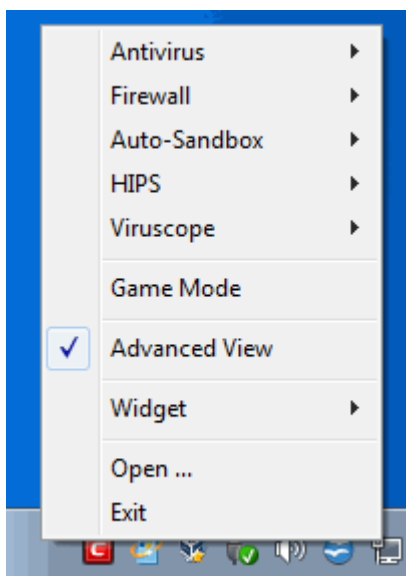 Antivirus
Firewall
Auto-Sandbox
HIPS
Viruscope
Game Mode
Advanced View
Widget
Open ...
Exit